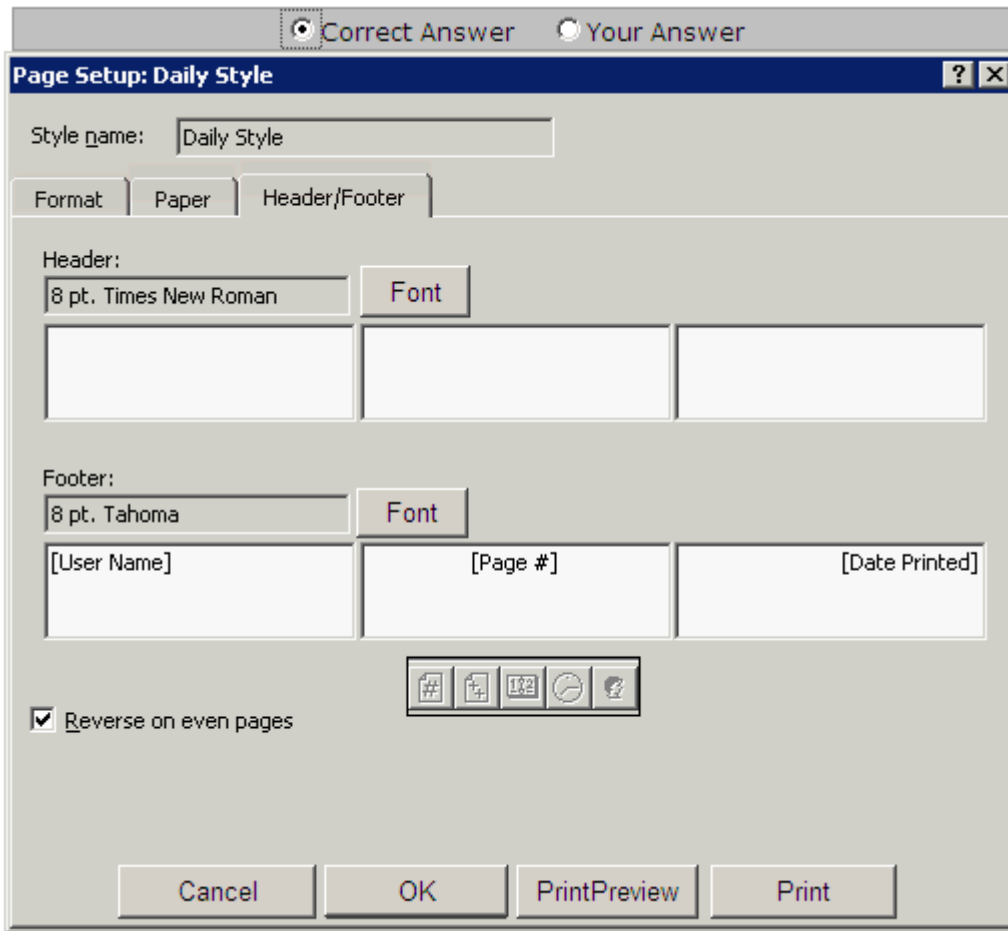 Correct Answer Your Answer
Page Setup: Daily Style
Style name: Daily Style
Format Paper Header/Footer
Header:
8 pt. Times New Roman Font
Footer:
8 pt. Tahoma Font
[User Name] [Page #] [Date Printed]
Reverse on even pages
Cancel OK PrintPreview Print